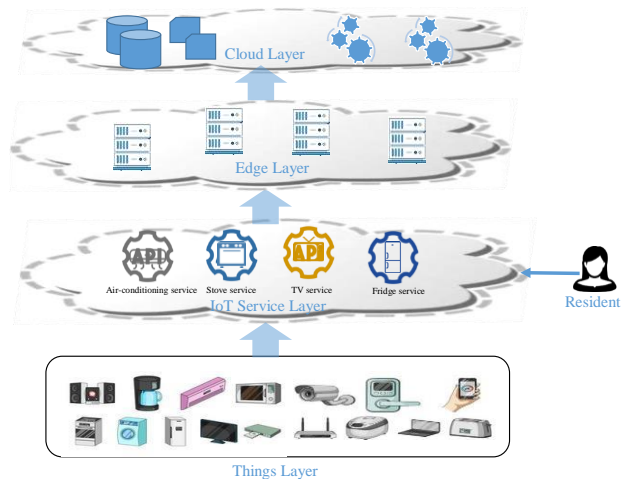 Cloud Layer
Edge Layer
API
API
Air-conditioning service
Stove service
TV service
Fridge service
IoT Service Layer
Resident
Things Layer